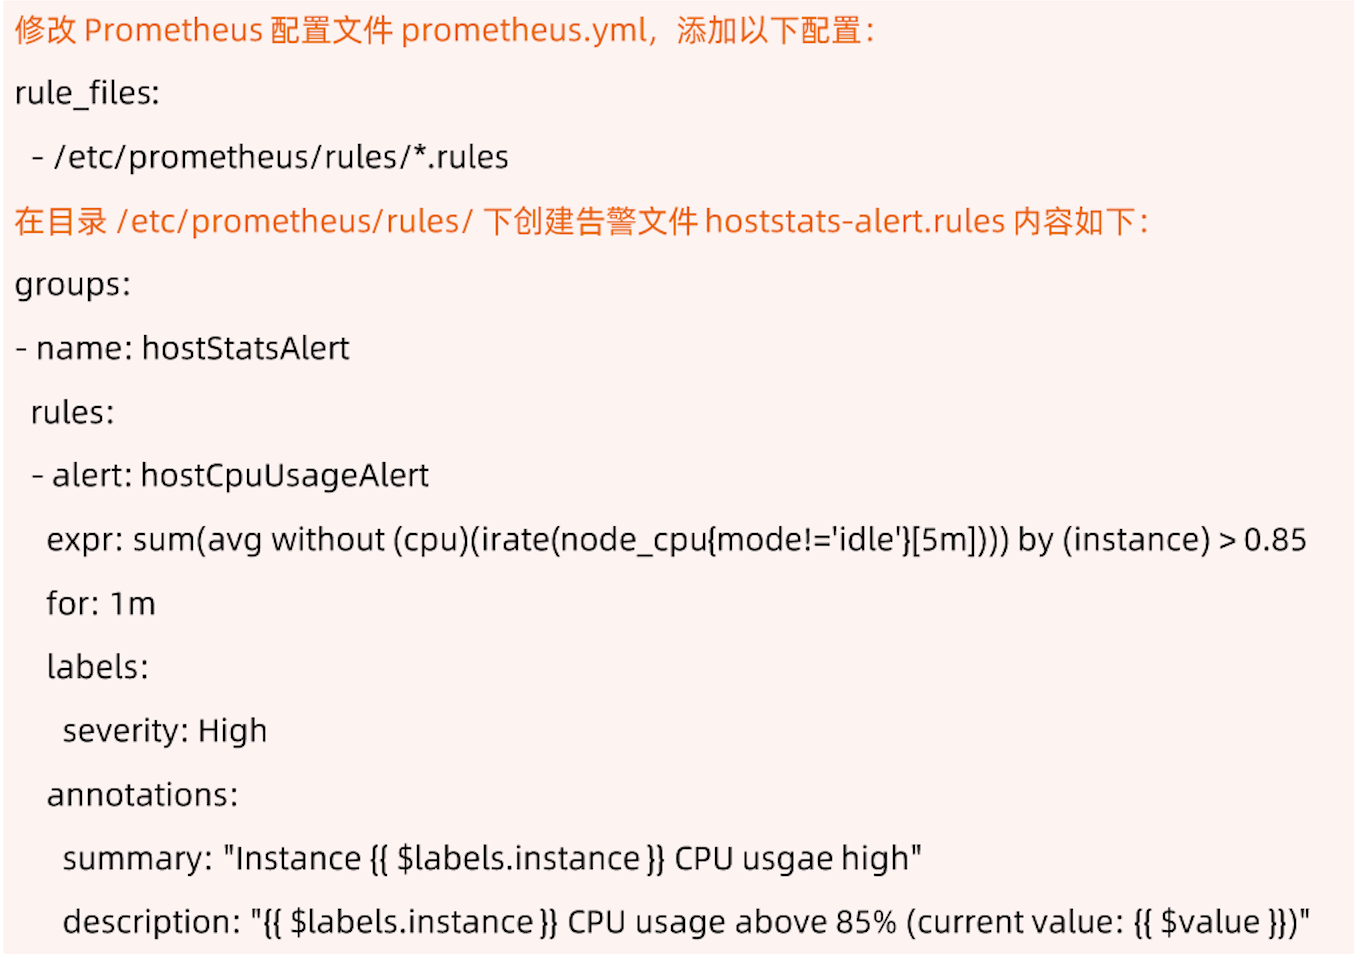 修改 Prometheus 配置文件 prometheus.yml，添加以下配置：
rule_files:
  - /etc/prometheus/rules/*.rules
在目录 /etc/prometheus/rules/ 下创建告警文件 hoststats-alert.rules 内容如下：
groups:
- name: hostStatsAlert
  rules:
  - alert: hostCpuUsageAlert
    expr: sum(avg without (cpu)(irate(node_cpu{mode!='idle'}[5m]))) by (instance) > 0.85
    for: 1m
    labels:
      severity: High
    annotations:
      summary: "Instance {{ $labels.instance }} CPU usgae high"
      description: "{{ $labels.instance }} CPU usage above 85% (current value: {{ $value }})"